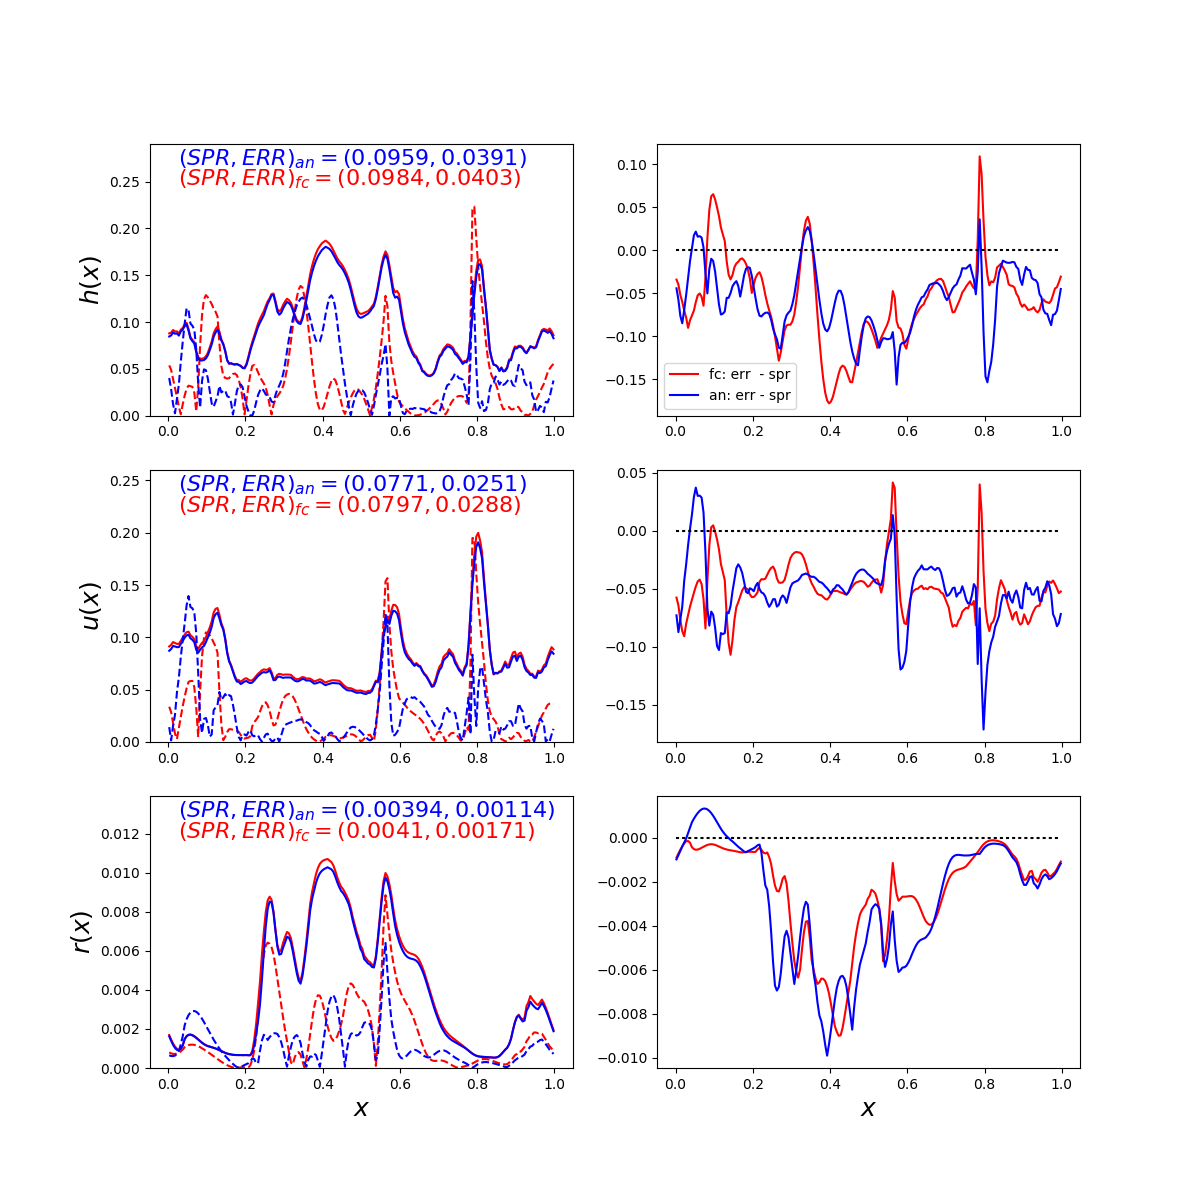 (SPR, ERR)an = (0.0959, 0.0391)
(SPR, ERR)fc = (0.0984, 0.0403)
h(x)
0.25
0.20
0.15
0.10
0.05
0.00
0.0 0.2 0.4 0.6 0.8 1.0
0.10
0.05
0.00
−0.05
−0.10
−0.15
fc: err - spr
an: err - spr
0.0 0.2 0.4 0.6 0.8 1.0
(SPR, ERR)an = (0.0771, 0.0251)
(SPR, ERR)fc = (0.0797, 0.0288)
u(x)
0.25
0.20
0.15
0.10
0.05
0.00
0.0 0.2 0.4 0.6 0.8 1.0
0.05
0.00
−0.05
−0.10
−0.15
0.0 0.2 0.4 0.6 0.8 1.0
(SPR, ERR)an = (0.00394, 0.00114)
(SPR, ERR)fc = (0.0041, 0.00171)
r(x)
0.012
0.010
0.008
0.006
0.004
0.002
0.000
0.0 0.2 0.4 0.6 0.8 1.0
x
0.000
−0.002
−0.004
−0.006
−0.008
−0.010
0.0 0.2 0.4 0.6 0.8 1.0
x